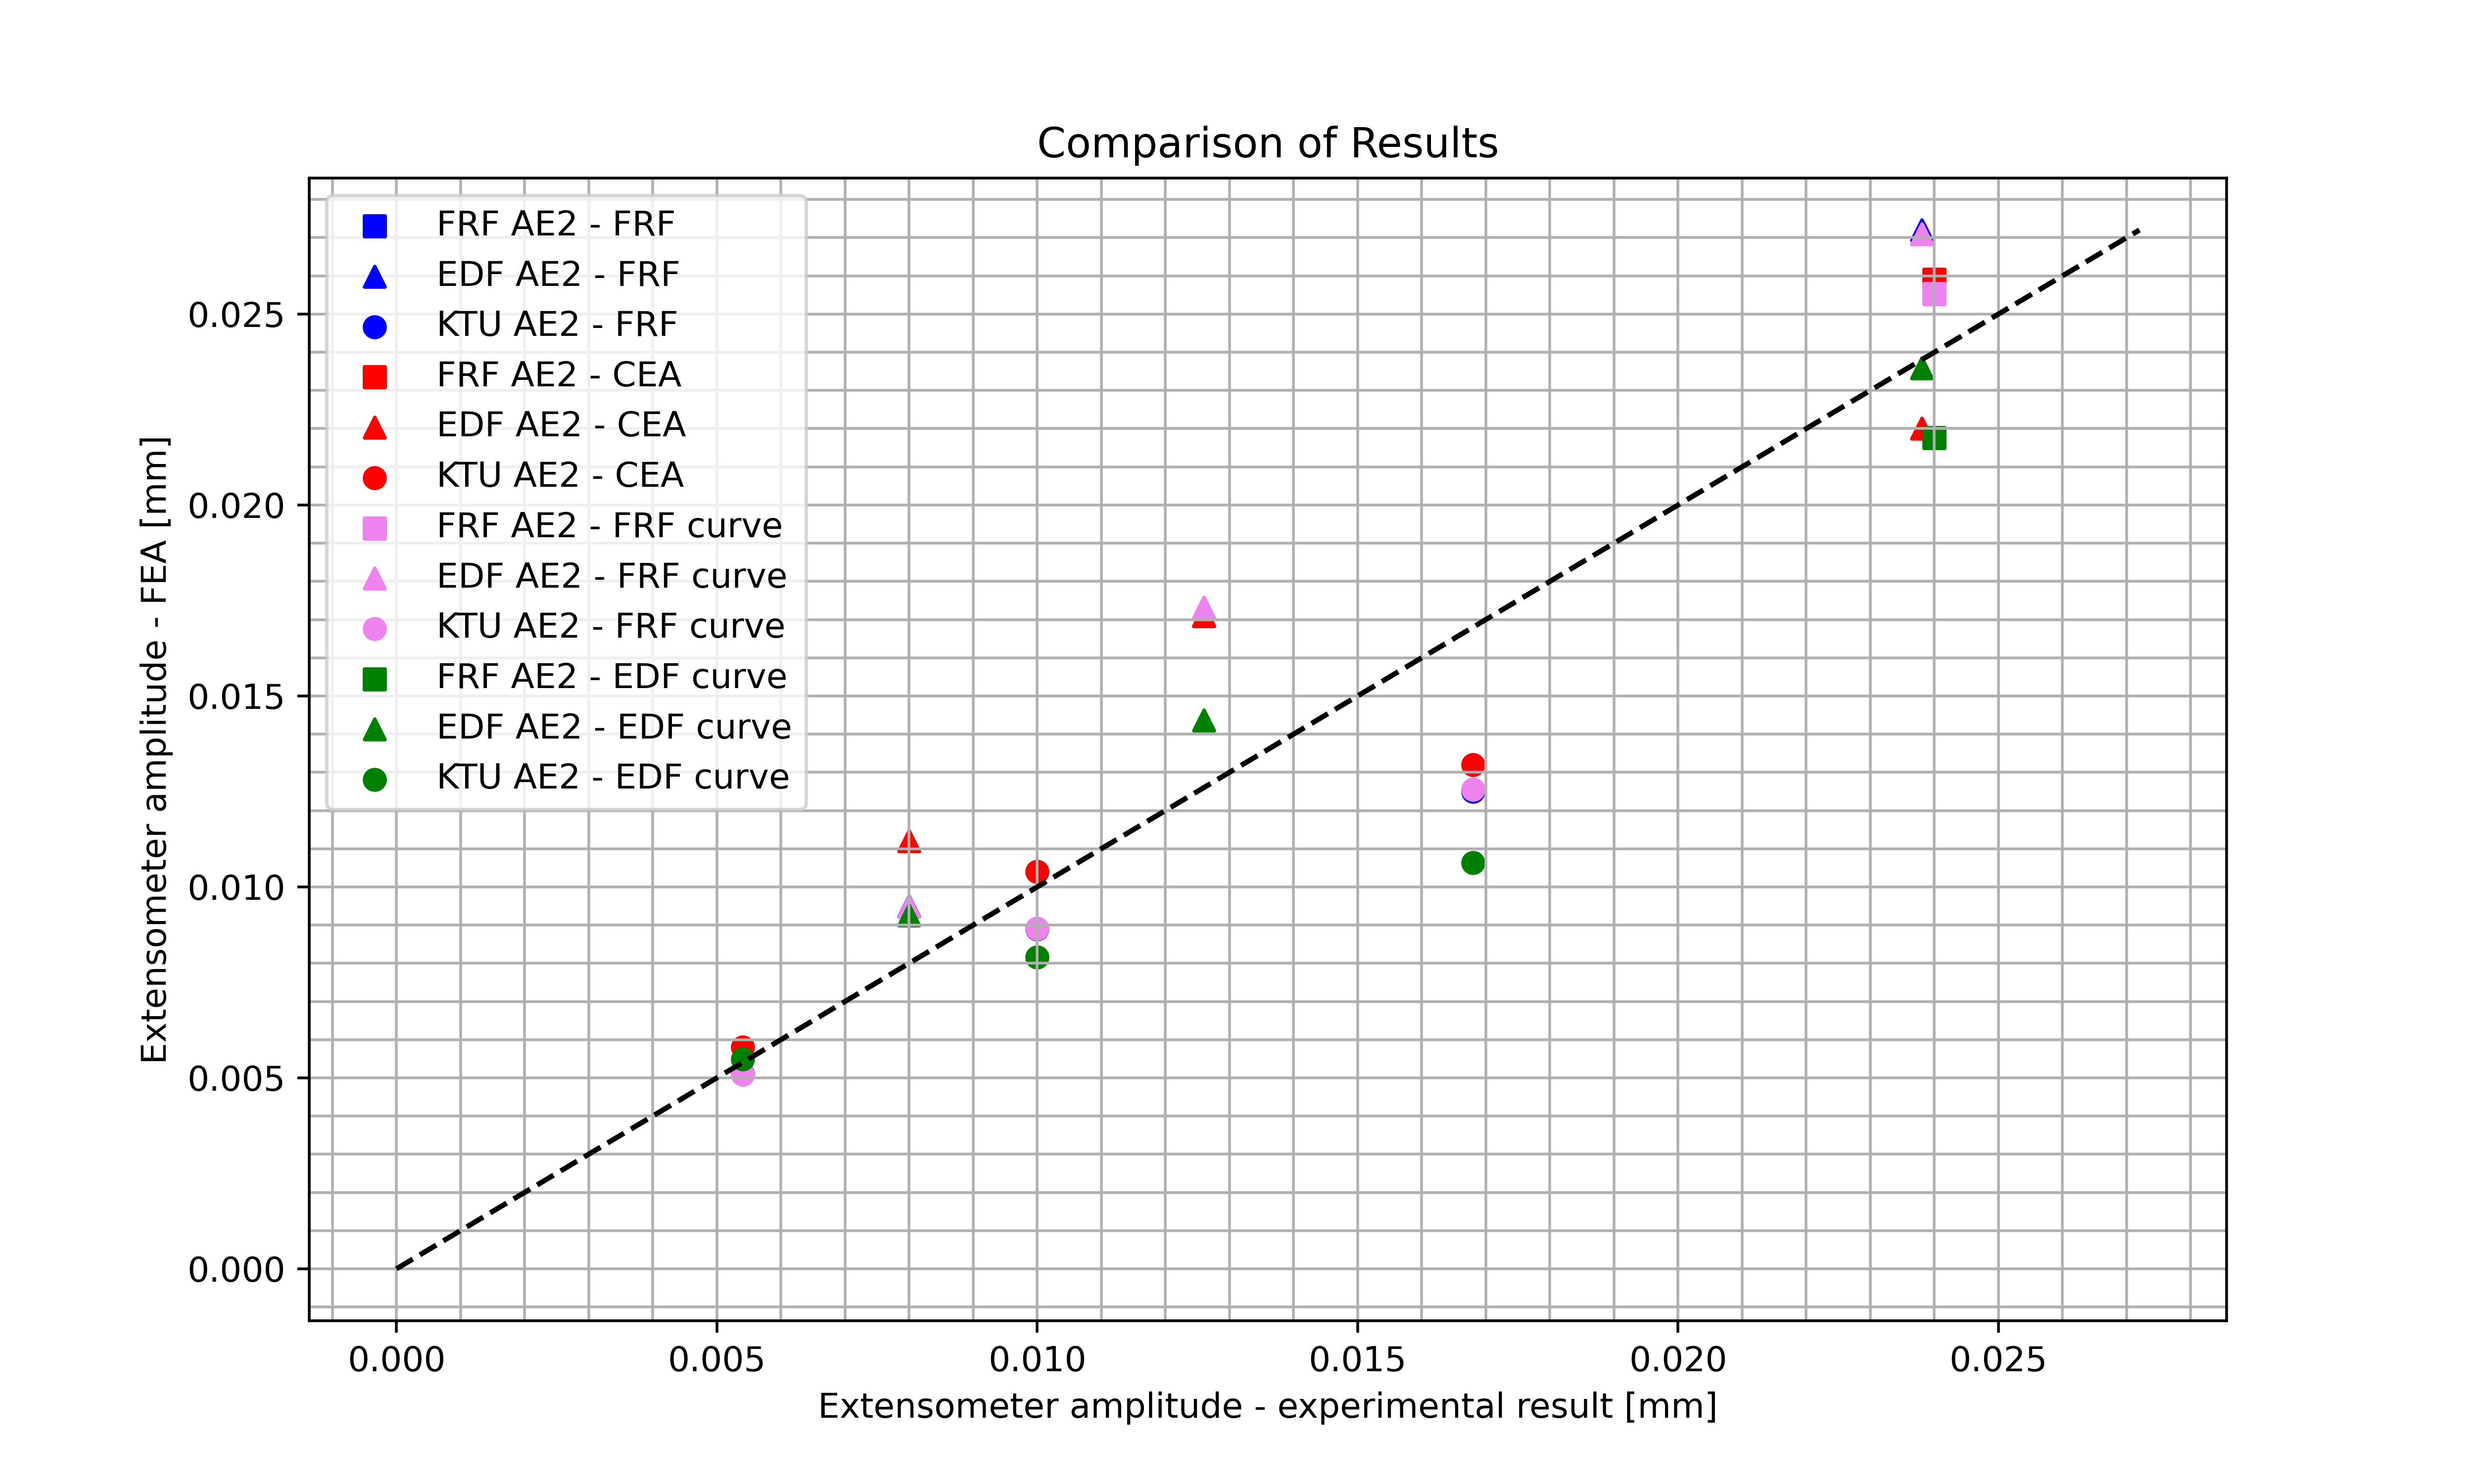 Comparison of Results
FRF AE2 - FRF
EDF AE2 - FRF
KTU AE2 - FRF
FRF AE2 - CEA
EDF AE2 - CEA
KTU AE2 - CEA
FRF AE2 - FRF curve
EDF AE2 - FRF curve
KTU AE2 - FRF curve
FRF AE2 - EDF curve
EDF AE2 - EDF curve
KTU AE2 - EDF curve
Extensometer amplitude - FEA [mm]
0.025
0.020
0.015
0.010
0.005
0.000
0.000 0.005 0.010 0.015 0.020 0.025
Extensometer amplitude - experimental result [mm]